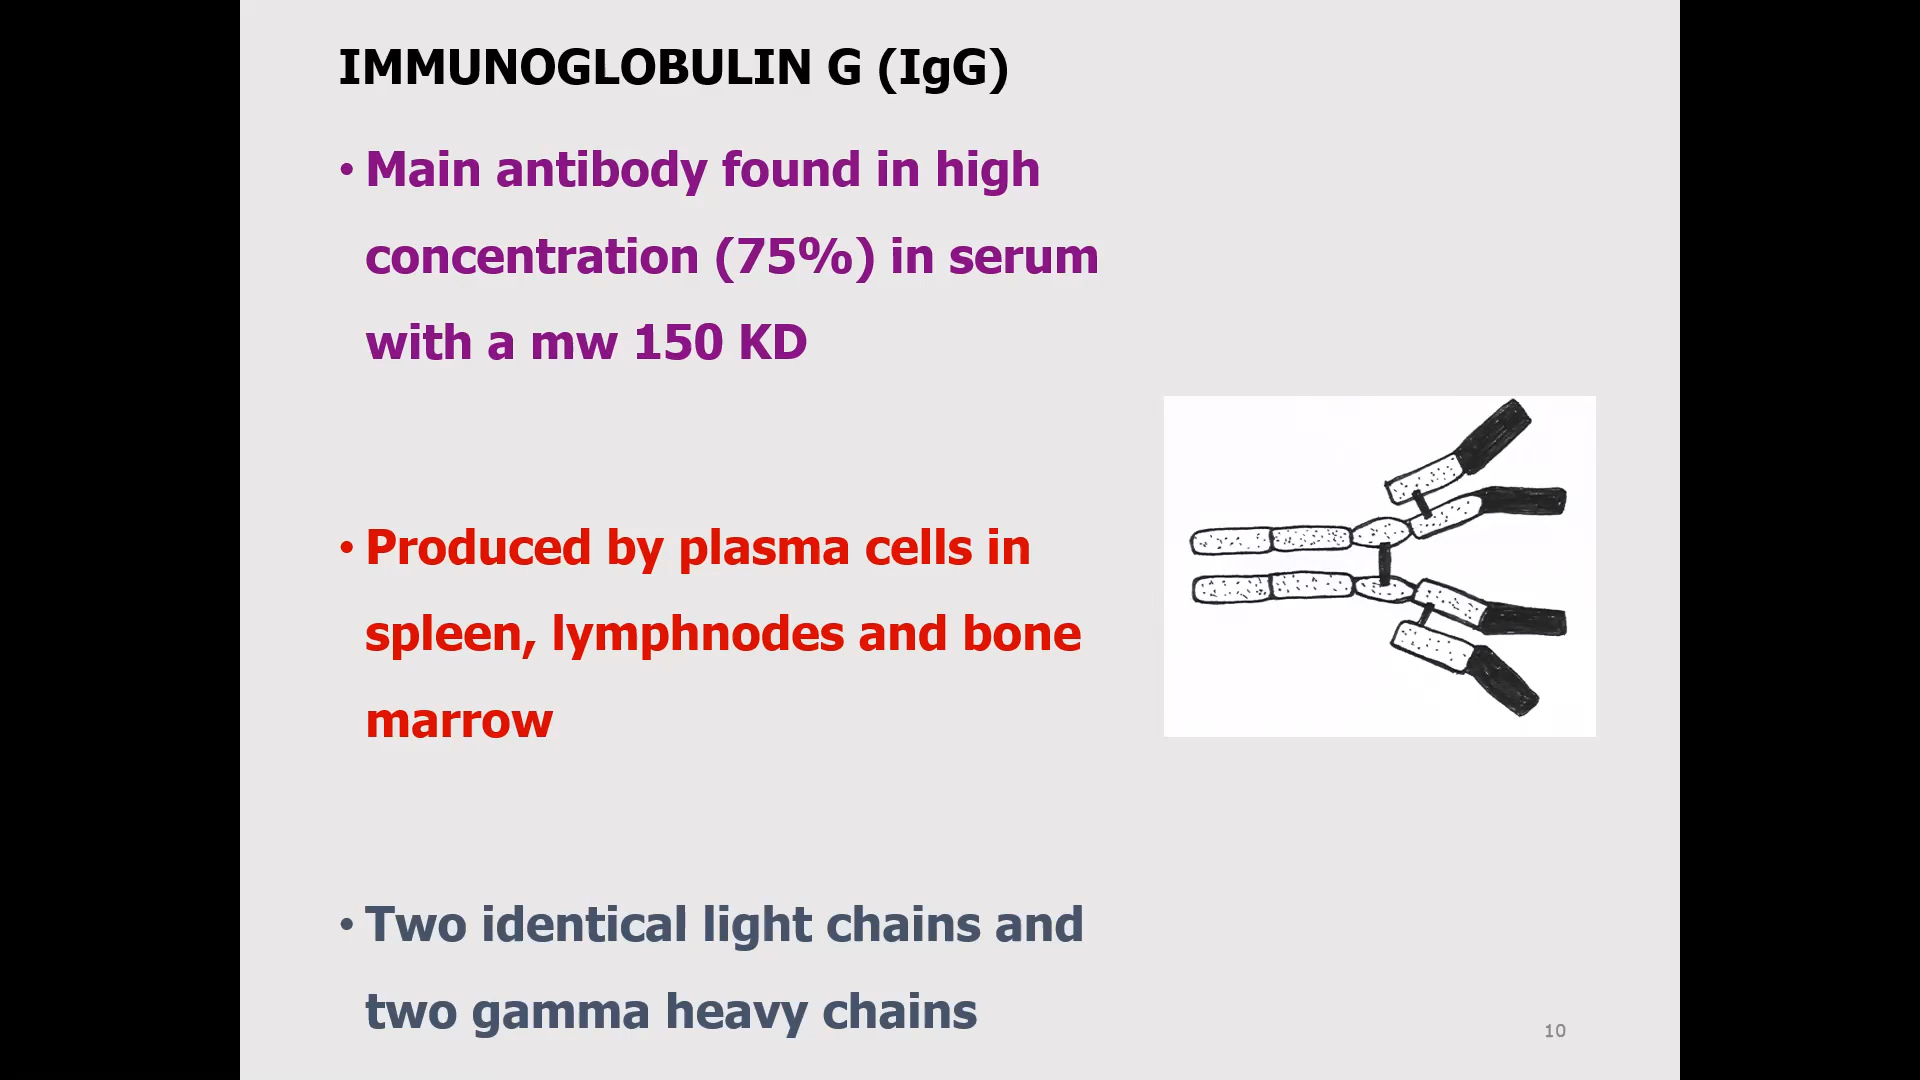 IMMUNOGLOBULIN G (IgG)
• Main antibody found in high
concentration (75%) in serum
with a mw 150 KD
• Produced by plasma cells in
spleen, lymphnodes and bone
marrow
• Two identical light chains and
two gamma heavy chains
10